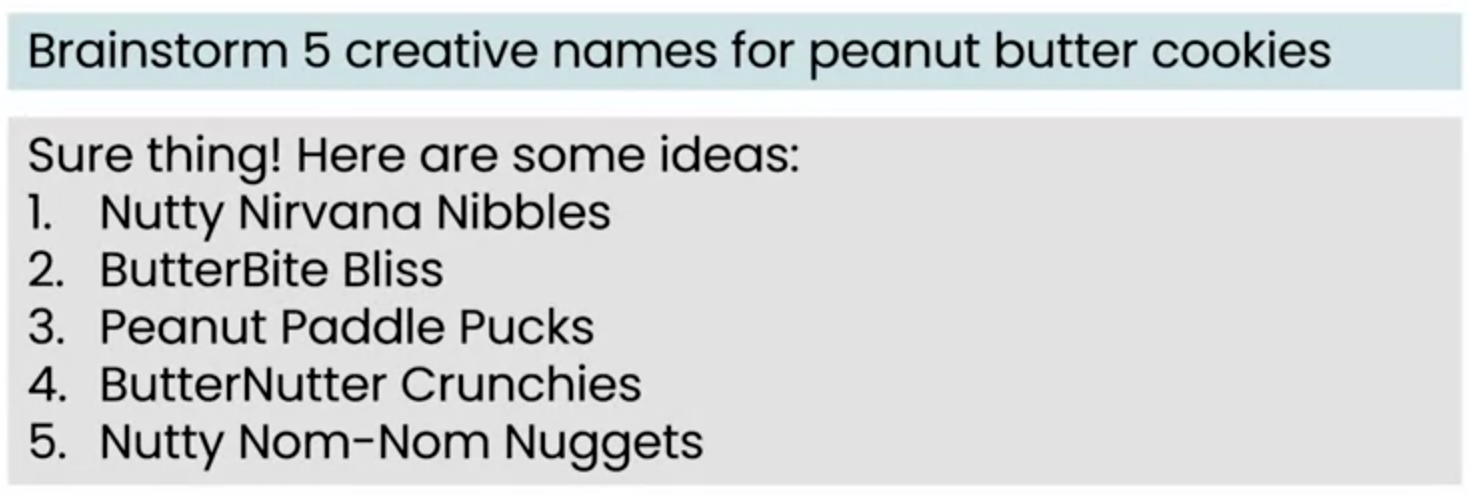 Brainstorm 5 creative names for peanut butter cookies
Sure thing! Here are some ideas:
1. Nutty Nirvana Nibbles
2. ButterBite Bliss
3. Peanut Paddle Pucks
4. ButterNutter Crunchies
5. Nutty Nom-Nom Nuggets